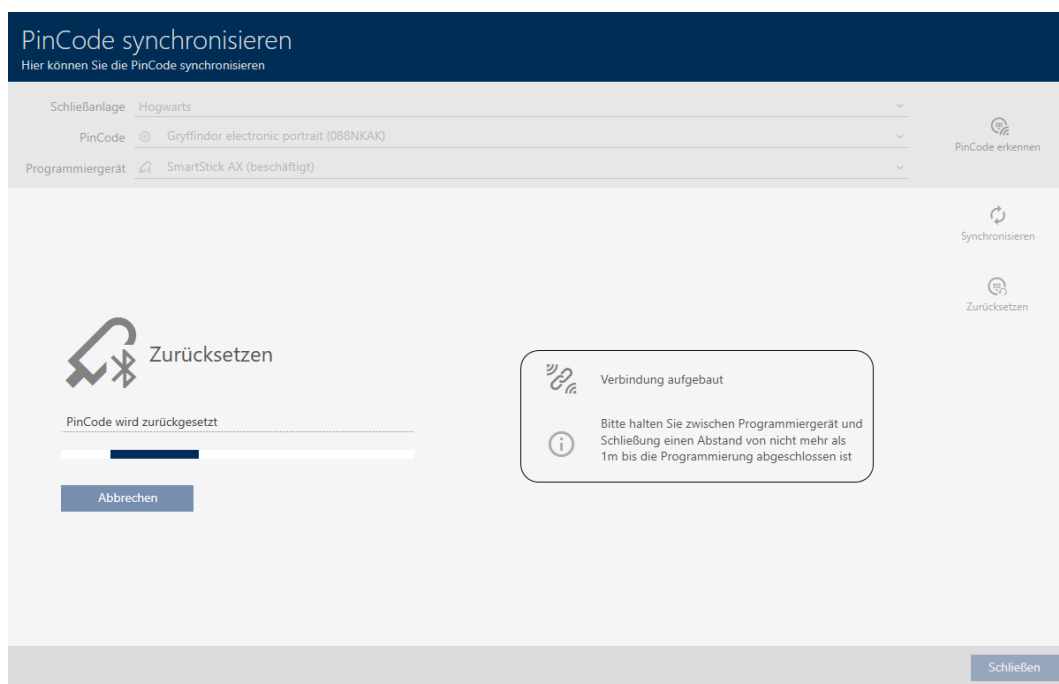 PinCode synchronisieren
Hier können Sie die PinCode synchronisieren
Schließanlage Hogwarts
PinCode Gryffindor electronic portrait (088NKAK)
Programmiergerät SmartStick AX (beschäftigt)
PinCode erkennen
Synchronisieren
Zurücksetzen
Zurücksetzen
PinCode wird zurückgesetzt
Abbrechen
Verbindung aufgebaut
Bitte halten Sie zwischen Programmiergerät und
Schließung einen Abstand von nicht mehr als
1m bis die Programmierung abgeschlossen ist
Schließen